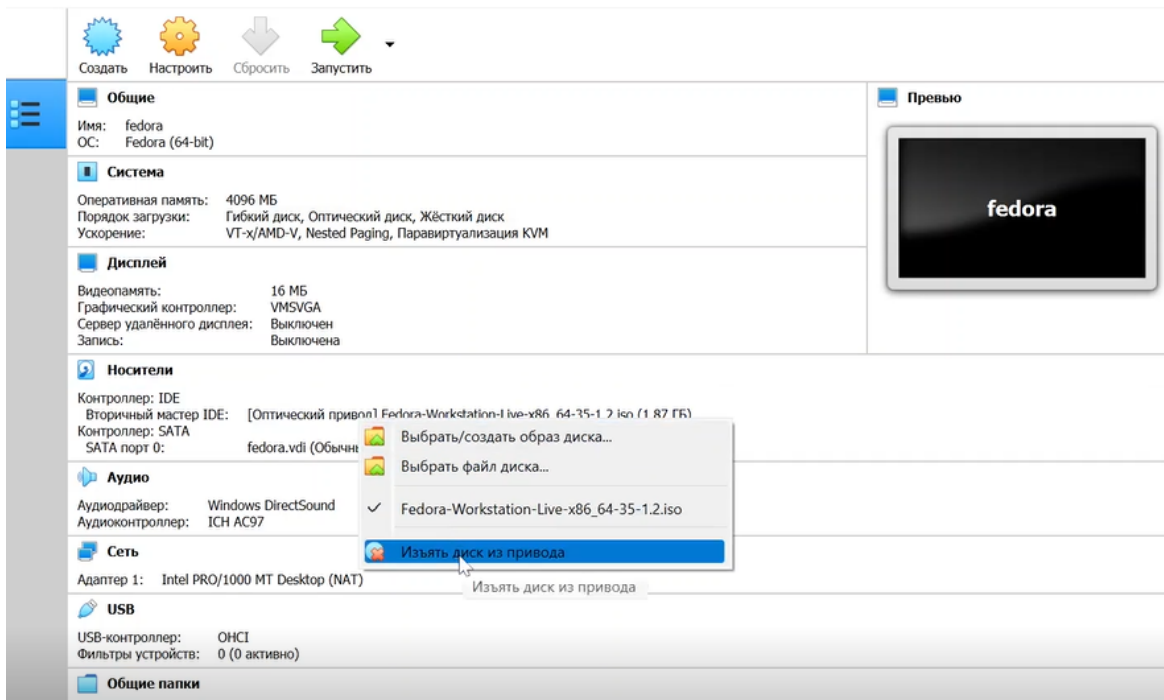 Создать Настроить Сбросить Запустить
Общие
Имя: fedora
ОС: Fedora (64-bit)
Превью
fedora
Система
Оперативная память: 4096 МБ
Порядок загрузки: Гибкий диск, Оптический диск, Жёсткий диск
Ускорение: VT-x/AMD-V, Nested Paging, Паравиртуализация KVM
Дисплей
Видеопамять: 16 МБ
Графический контроллер: VMSVGA
Сервер удалённого дисплея: Выключен
Запись: Выключена
Носители
Контроллер: IDE
Вторичный мастер IDE: [Оптический привод] Fedora-Workstation-Live-x86_64-35-1.2.iso (1,87 ГБ)
Контроллер: SATA
SATA порт 0: fedora.vdi (Обычн
Выбрать/создать образ диска...
Выбрать файл диска...
Fedora-Workstation-Live-x86_64-35-1.2.iso
Изъять диск из привода
Изъять диск из привода
Аудио
Аудиодрайвер: Windows DirectSound
Аудиоконтроллер: ICH AC97
Сеть
Адаптер 1: Intel PRO/1000 MT Desktop (NAT)
USB
USB-контроллер: OHCI
Фильтры устройств: 0 (0 активно)
Общие папки